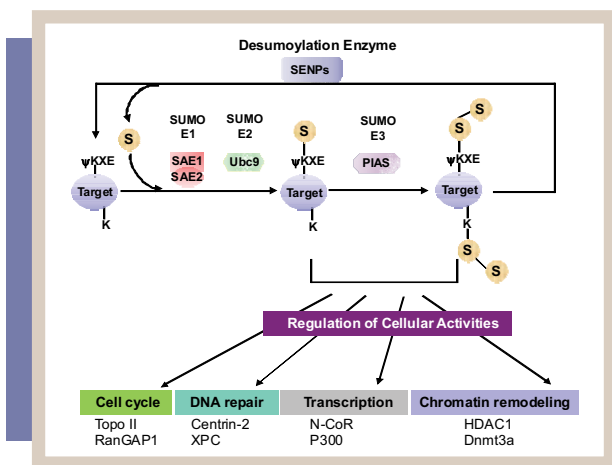 Desumoylation Enzyme
SENPs
S
SUMO
E1
SUMO
E2
SUMO
E3
S
S
S
ψKXE
SAE1
SAE2
Ubc9
ψKXE
PIAS
ψKXE
Target
Target
Target
K
K
K
S
S
Regulation of Cellular Activities
Cell cycle
DNA repair
Transcription
Chromatin remodeling
Topo II
Centrin-2
N-CoR
HDAC1
RanGAP1
XPC
P300
Dnmt3a